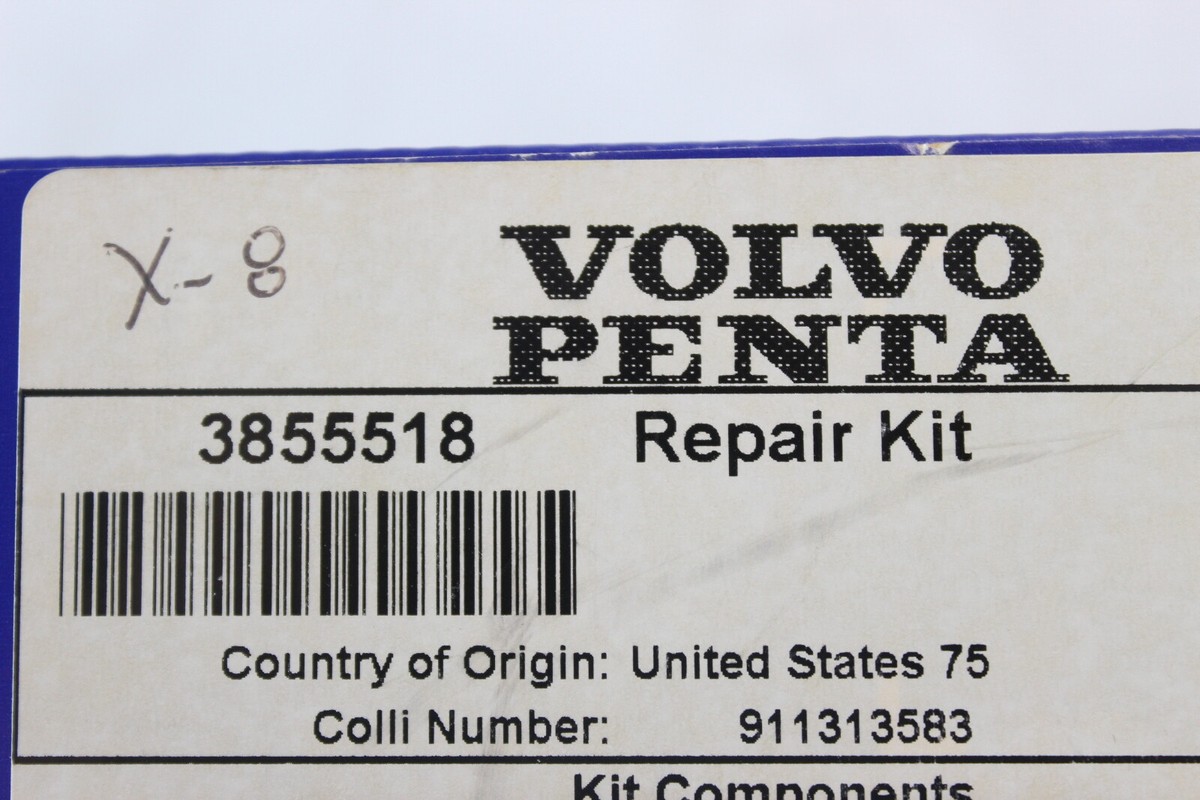 X-8
VOLVO
PENTA
3855518 Repair Kit
Country of Origin: United States 75
Colli Number: 911313583
Kit Components